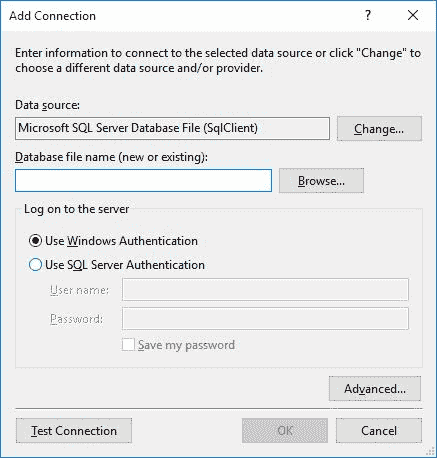 Add Connection
?
Enter information to connect to the selected data source or click "Change" to
choose a different data source and/or provider.
Data source:
Microsoft SQL Server Database File (SqlClient)
Change...
Database file name (new or existing):
Browse...
Log on to the server
Use Windows Authentication
Use SQL Server Authentication
User name:
Password:
Save my password
Advanced...
Test Connection
OK
Cancel